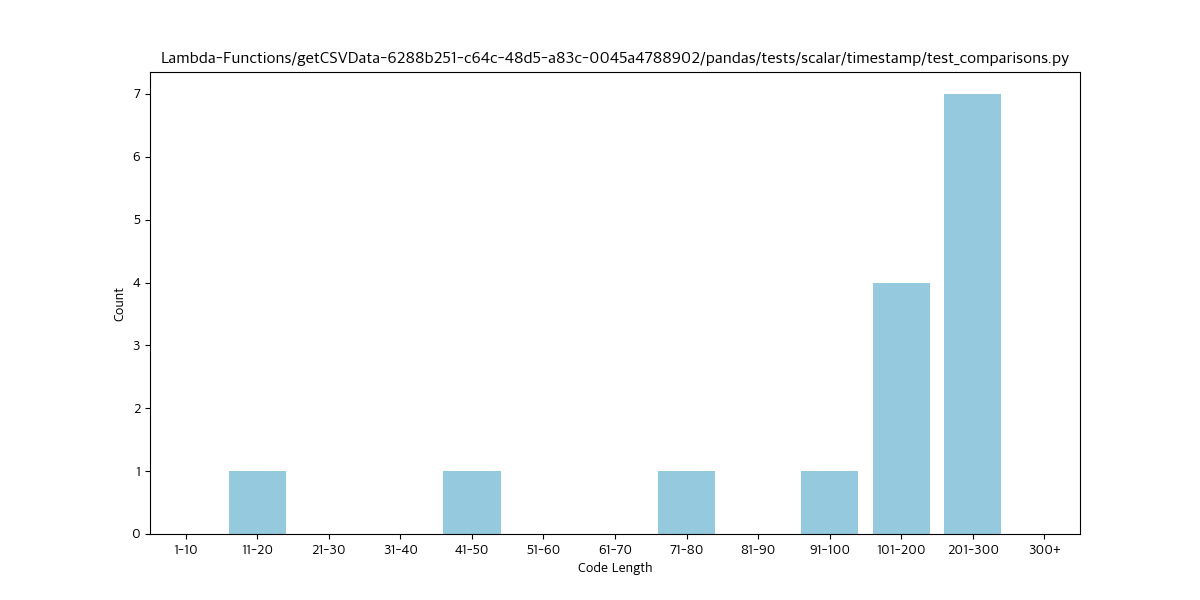 Lambda-Functions/getCSVData-6288b251-c64c-48d5-a83c-0045a4788902/pandas/tests/scalar/timestamp/test_comparisons.py
7
6
5
4
3
2
1
0
Count
1-10 11-20 21-30 31-40 41-50 51-60 61-70 71-80 81-90 91-100 101-200 201-300 300+
Code Length